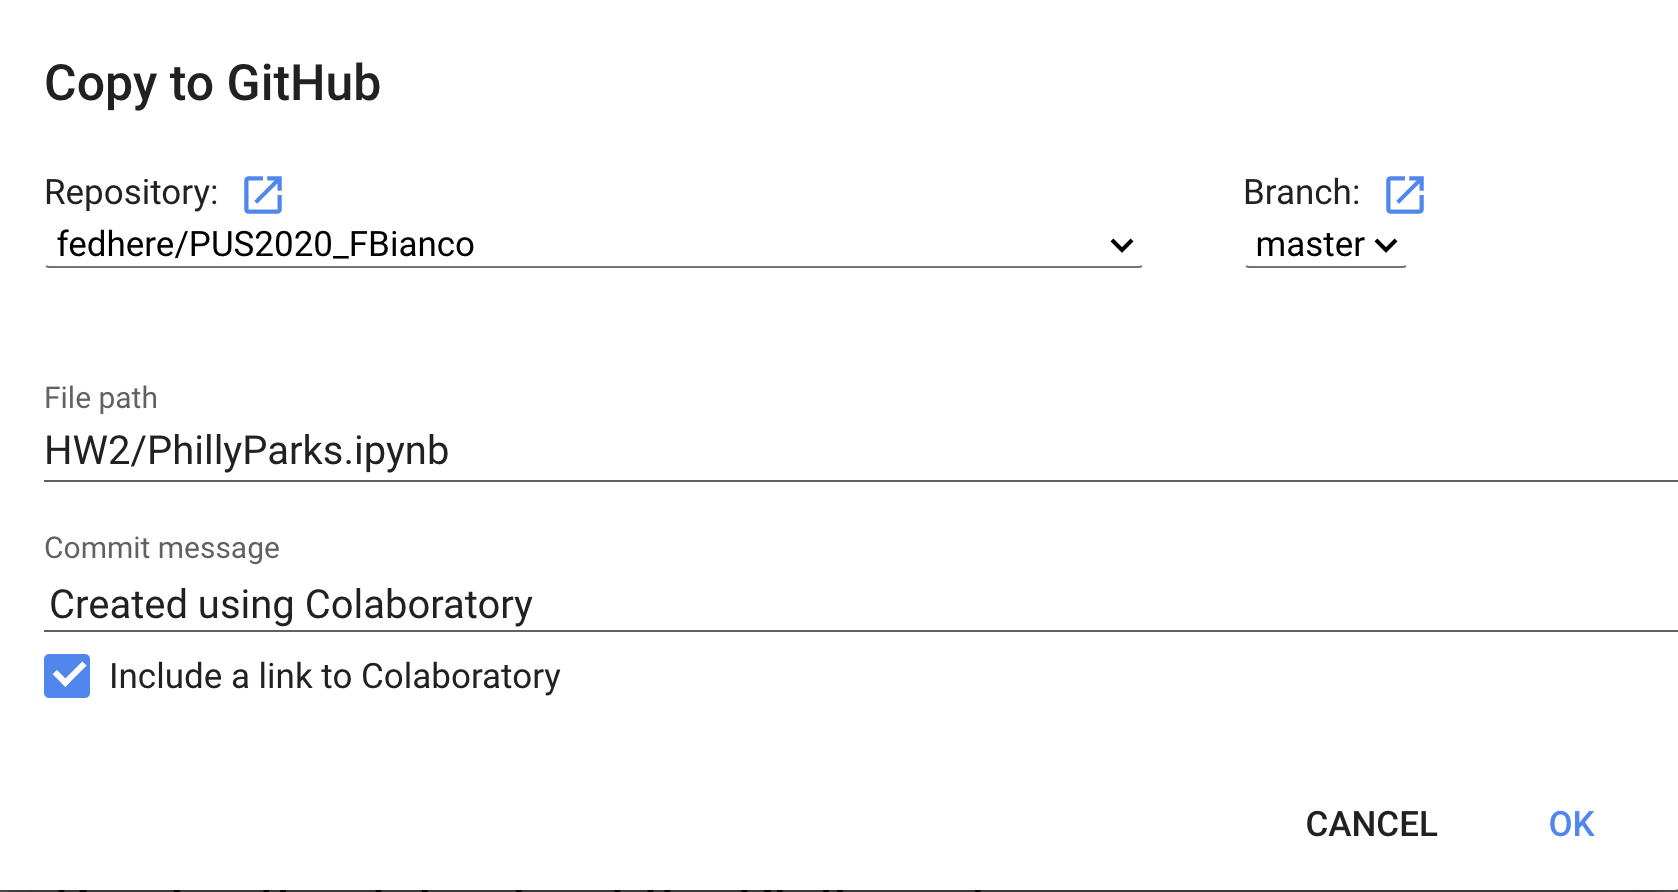 Copy to GitHub
Repository:
Branch:
fedhere/PUS2020_FBianco
master
File path
HW2/PhillyParks.ipynb
Commit message
Created using Colaboratory
Include a link to Colaboratory
CANCEL
OK